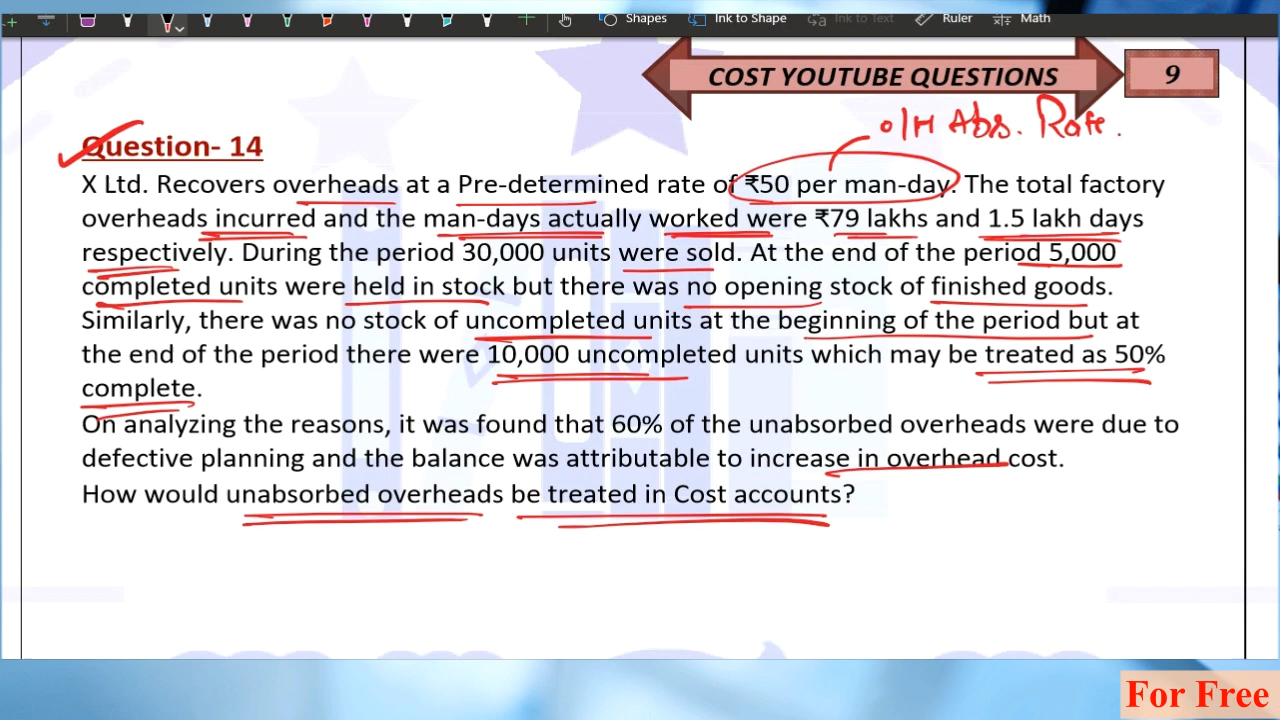 Shapes Ink to Shape Ink to Text Ruler Math
COST YOUTUBE QUESTIONS 9
O/H Abs. Rate.
Question- 14
X Ltd. Recovers overheads at a Pre-determined rate of ₹50 per man-day. The total factory
overheads incurred and the man-days actually worked were ₹79 lakhs and 1.5 lakh days
respectively. During the period 30,000 units were sold. At the end of the period 5,000
completed units were held in stock but there was no opening stock of finished goods.
Similarly, there was no stock of uncompleted units at the beginning of the period but at
the end of the period there were 10,000 uncompleted units which may be treated as 50%
complete.
On analyzing the reasons, it was found that 60% of the unabsorbed overheads were due to
defective planning and the balance was attributable to increase in overhead cost.
How would unabsorbed overheads be treated in Cost accounts?
For Free